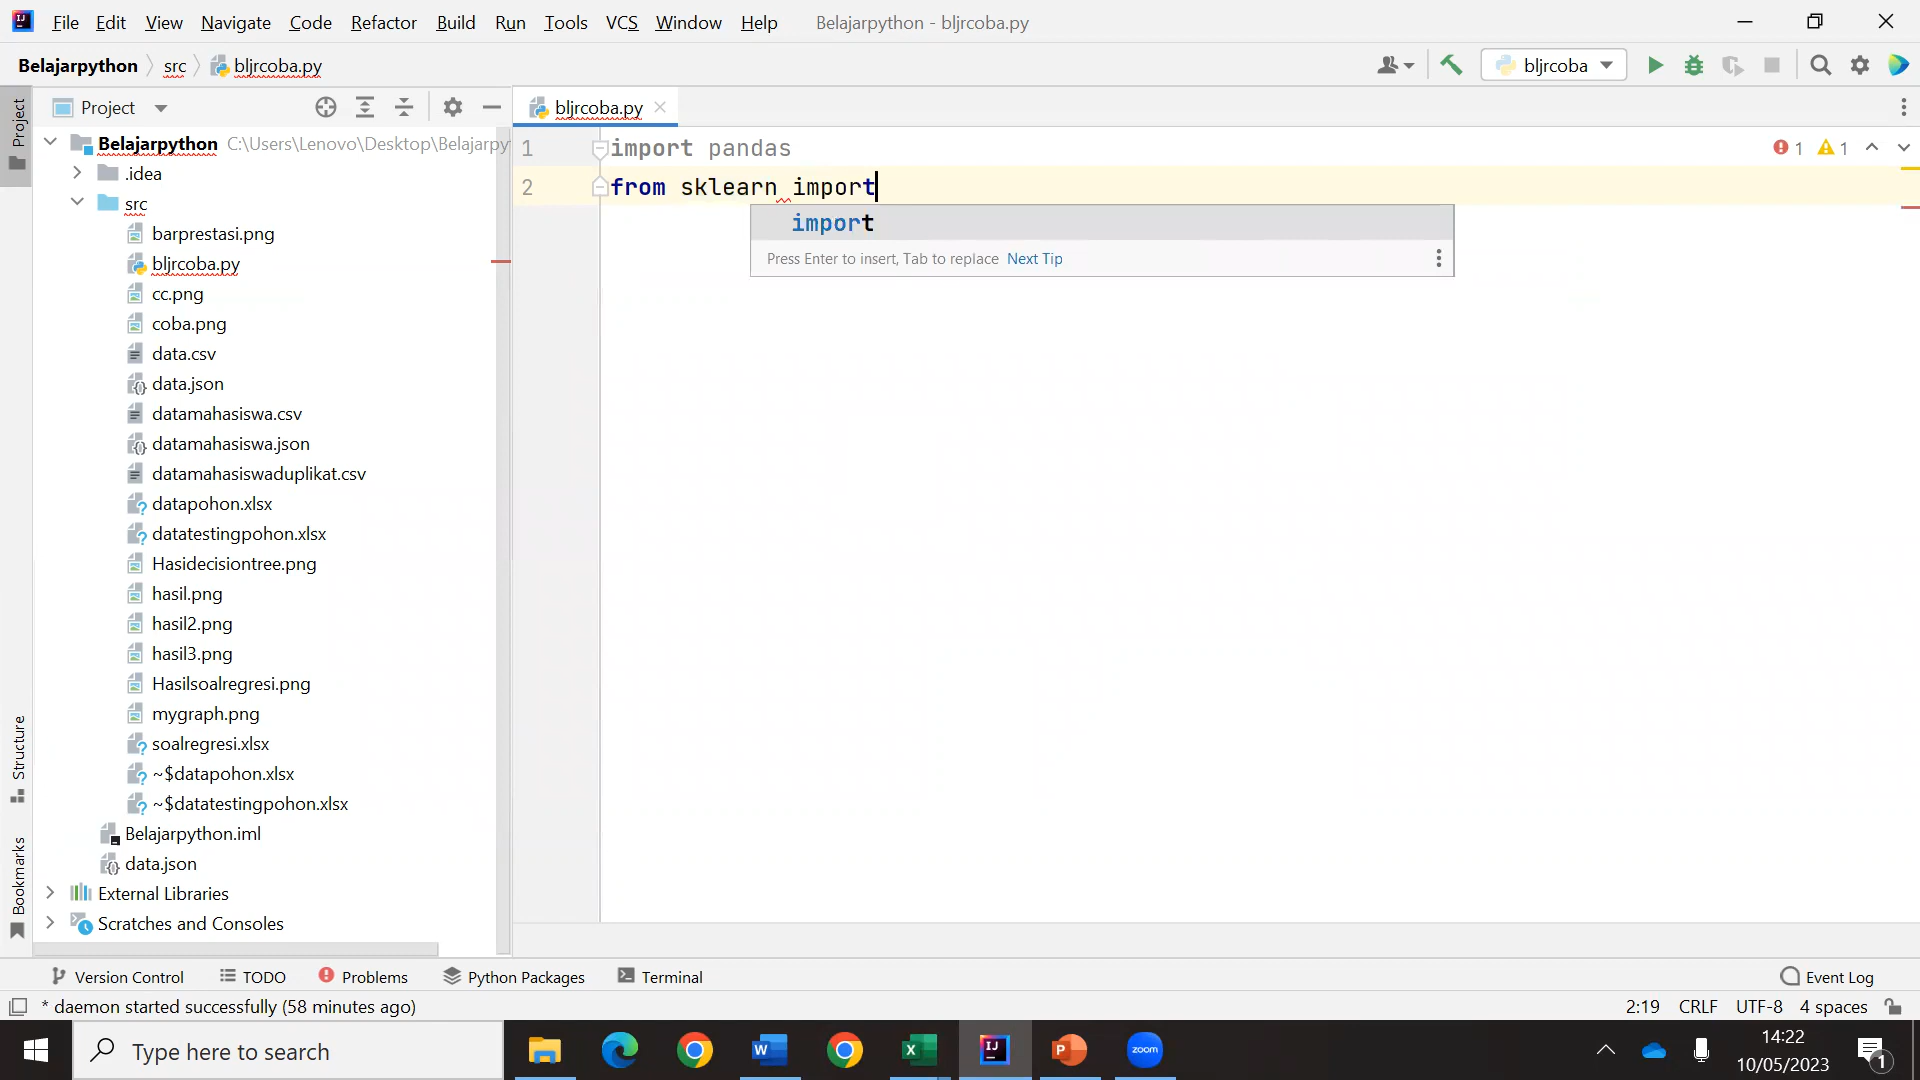 File Edit View Navigate Code Refactor Build Run Tools VCS Window Help Belajarpython - bljrcoba.py
Belajarpython src bljrcoba.py bljrcoba
Project bljrcoba.py
Project
Belajarpython C:\Users\Lenovo\Desktop\Belajarpy
.idea
src
barprestasi.png
bljrcoba.py
cc.png
coba.png
data.csv
data.json
datamahasiswa.csv
datamahasiswa.json
datamahasiswaduplikat.csv
datapohon.xlsx
datatestingpohon.xlsx
Hasidecisiontree.png
hasil.png
hasil2.png
hasil3.png
Hasilsoalregresi.png
mygraph.png
soalregresi.xlsx
~$datapohon.xlsx
~$datatestingpohon.xlsx
Belajarpython.iml
data.json
External Libraries
Scratches and Consoles
Structure
Bookmarks
1 import pandas
2 from sklearn import
1 1
import
Press Enter to insert, Tab to replace Next Tip
Version Control TODO Problems Python Packages Terminal Event Log
* daemon started successfully (58 minutes ago) 2:19 CRLF UTF-8 4 spaces
Type here to search
zoom
14:22
10/05/2023
1